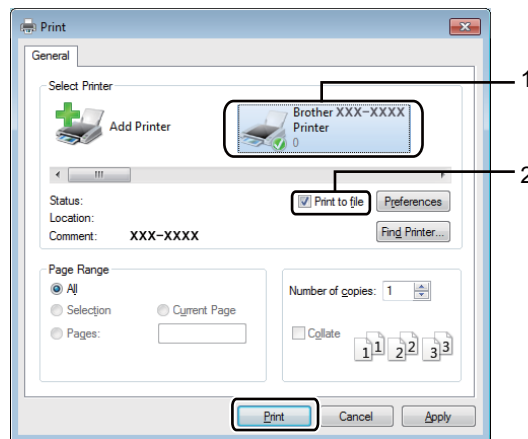 Print
General
Select Printer
1
Add Printer
Brother XXX-XXXX
Printer
0
2
Status:
Print to file
Preferences
Location:
Comment: XXX-XXXX
Find Printer...
Page Range
All
Number of copies: 1
Selection
Current Page
Pages:
Collate
1 1 2 2 3 3
Print
Cancel
Apply